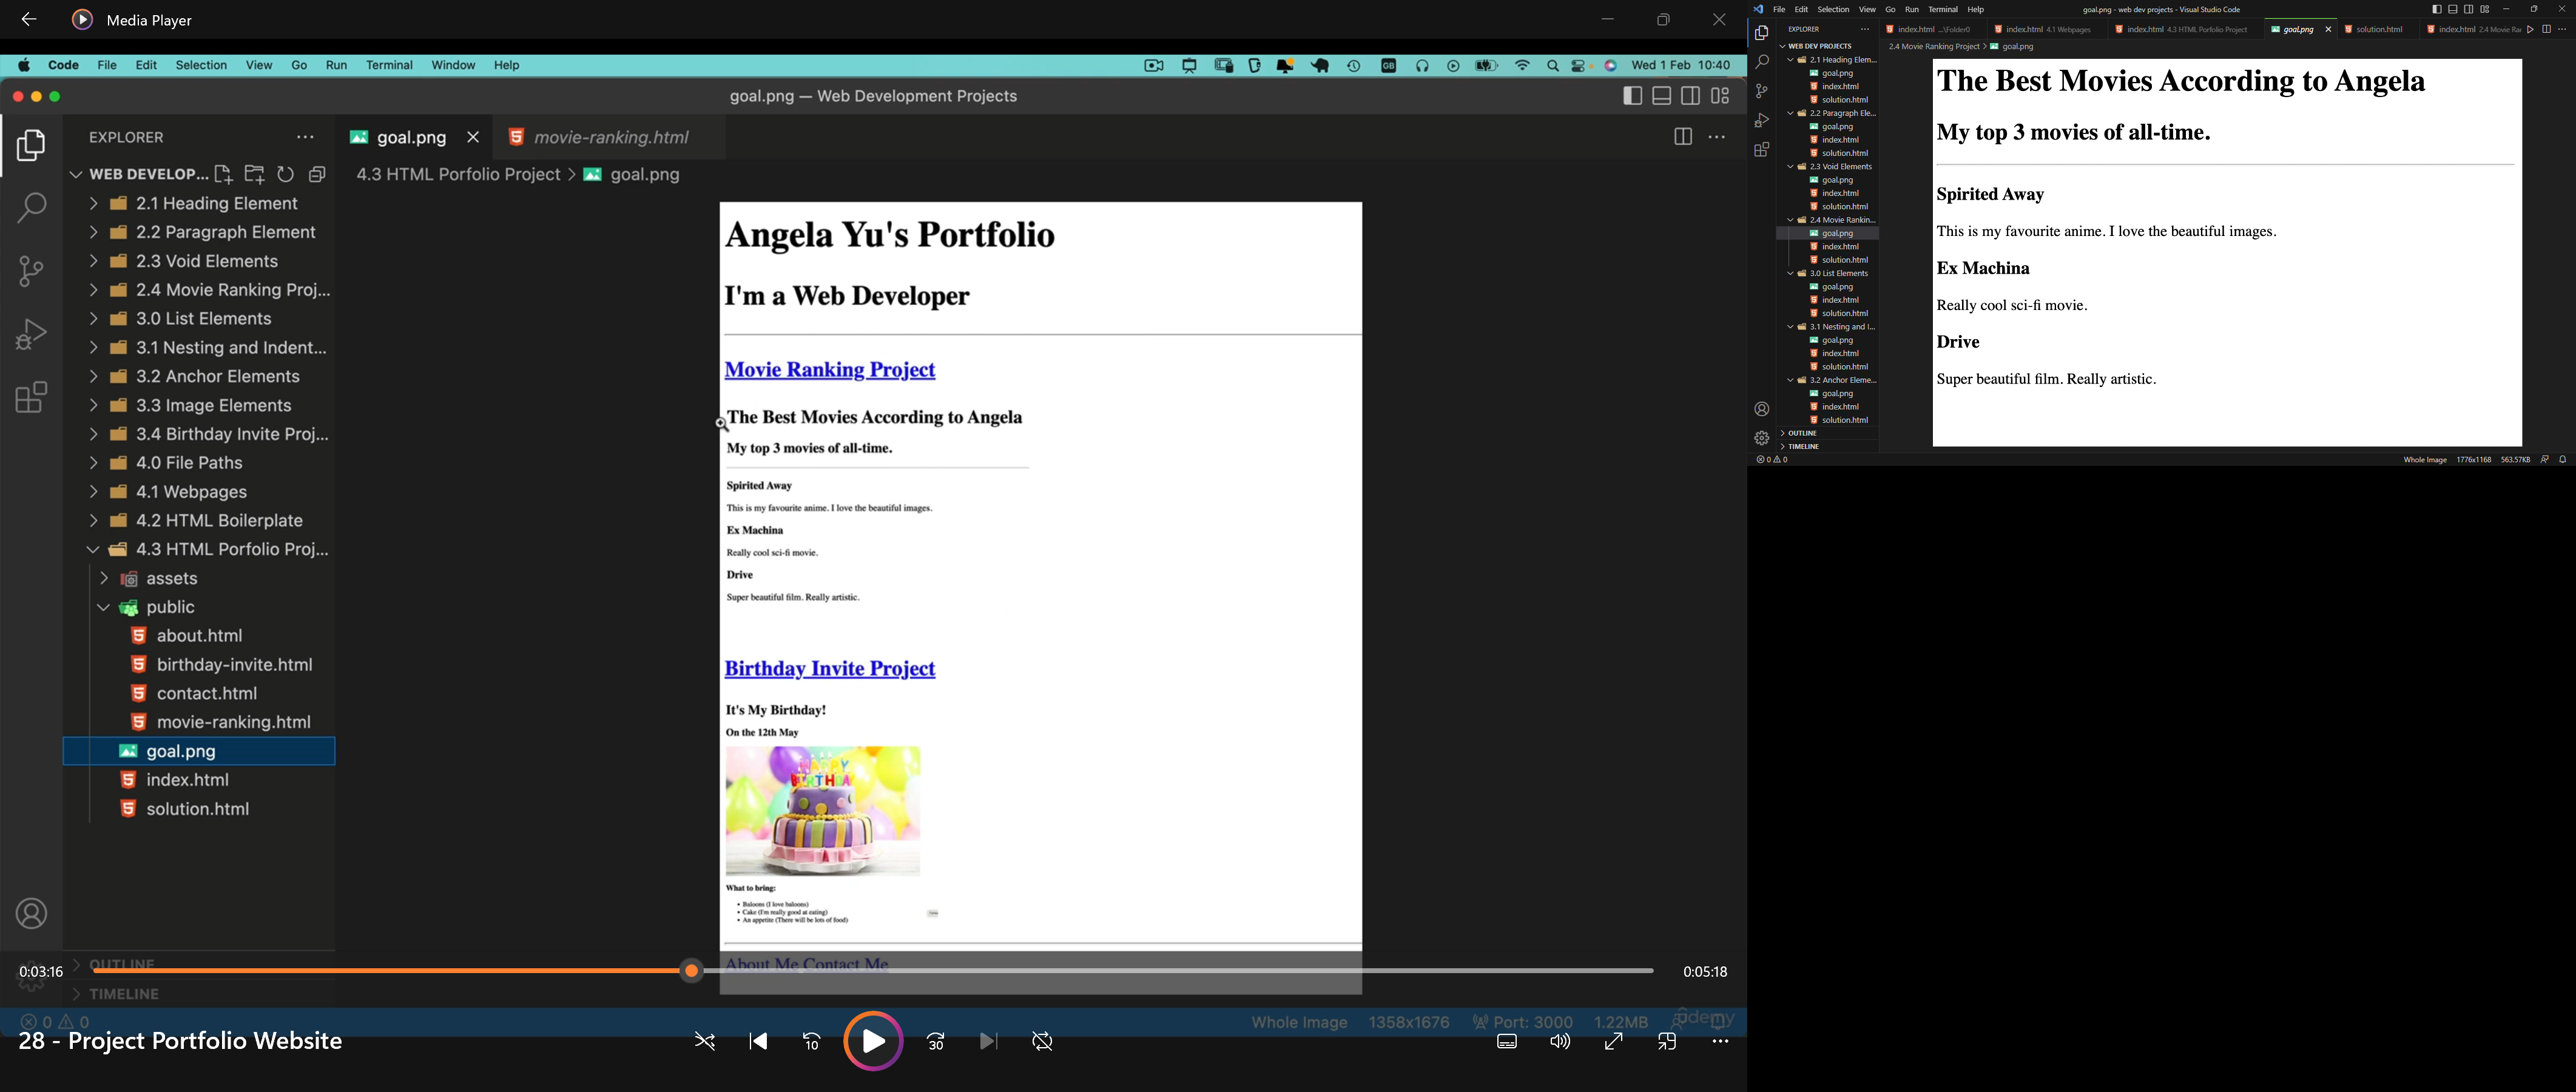 Media Player
Code File Edit Selection View Go Run Terminal Window Help
GB
Wed 1 Feb 10:40
goal.png — Web Development Projects
EXPLORER
goal.png
movie-ranking.html
WEB DEVELOP...
4.3 HTML Porfolio Project > goal.png
2.1 Heading Element
2.2 Paragraph Element
2.3 Void Elements
2.4 Movie Ranking Proj...
3.0 List Elements
3.1 Nesting and Indent...
3.2 Anchor Elements
3.3 Image Elements
3.4 Birthday Invite Proj...
4.0 File Paths
4.1 Webpages
4.2 HTML Boilerplate
4.3 HTML Porfolio Proj...
assets
public
about.html
birthday-invite.html
contact.html
movie-ranking.html
goal.png
index.html
solution.html
OUTLINE
TIMELINE
Angela Yu's Portfolio
I'm a Web Developer
Movie Ranking Project
The Best Movies According to Angela
My top 3 movies of all-time.
Spirited Away
This is my favourite anime. I love the beautiful images.
Ex Machina
Really cool sci-fi movie.
Drive
Super beautiful film. Really artistic.
Birthday Invite Project
It's My Birthday!
On the 12th May
HAPPY
BIRTHDAY
What to bring:
Baloons (I love baloons)
Cake (I'm really good at eating)
An appetite (There will be lots of food)
About Me Contact Me
0:03:16
0:05:18
0 0
Whole Image 1358x1676 Port: 3000 1.22MB
udemy
28 - Project Portfolio Website
10
30
File Edit Selection View Go Run Terminal Help
goal.png - web dev projects - Visual Studio Code
EXPLORER
index.html ...\Folder0
index.html 4.1 Webpages
index.html 4.3 HTML Porfolio Project
goal.png
solution.html
index.html 2.4 Movie Ra
WEB DEV PROJECTS
2.4 Movie Ranking Project > goal.png
2.1 Heading Elem...
goal.png
index.html
solution.html
2.2 Paragraph Ele...
goal.png
index.html
solution.html
2.3 Void Elements
goal.png
index.html
solution.html
2.4 Movie Rankin...
goal.png
index.html
solution.html
3.0 List Elements
goal.png
index.html
solution.html
3.1 Nesting and I...
goal.png
index.html
solution.html
3.2 Anchor Eleme...
goal.png
index.html
solution.html
OUTLINE
TIMELINE
The Best Movies According to Angela
My top 3 movies of all-time.
Spirited Away
This is my favourite anime. I love the beautiful images.
Ex Machina
Really cool sci-fi movie.
Drive
Super beautiful film. Really artistic.
0 0
Whole Image 1776x1168 563.57KB